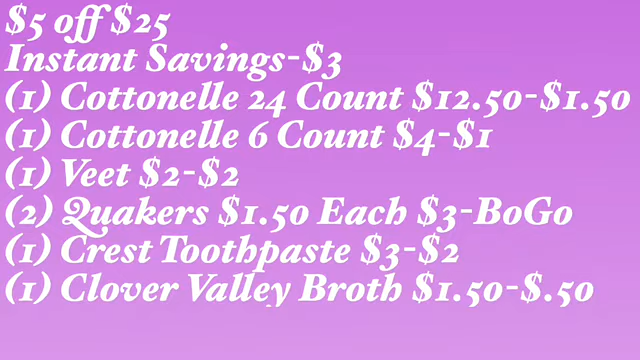 $5 off $25
Instant Savings-$3
(1) Cottonelle 24 Count $12.50-$1.50
(1) Cottonelle 6 Count $4-$1
(1) Veet $2-$2
(2) Quakers $1.50 Each $3-BoGo
(1) Crest Toothpaste $3-$2
(1) Clover Valley Broth $1.50-$.50